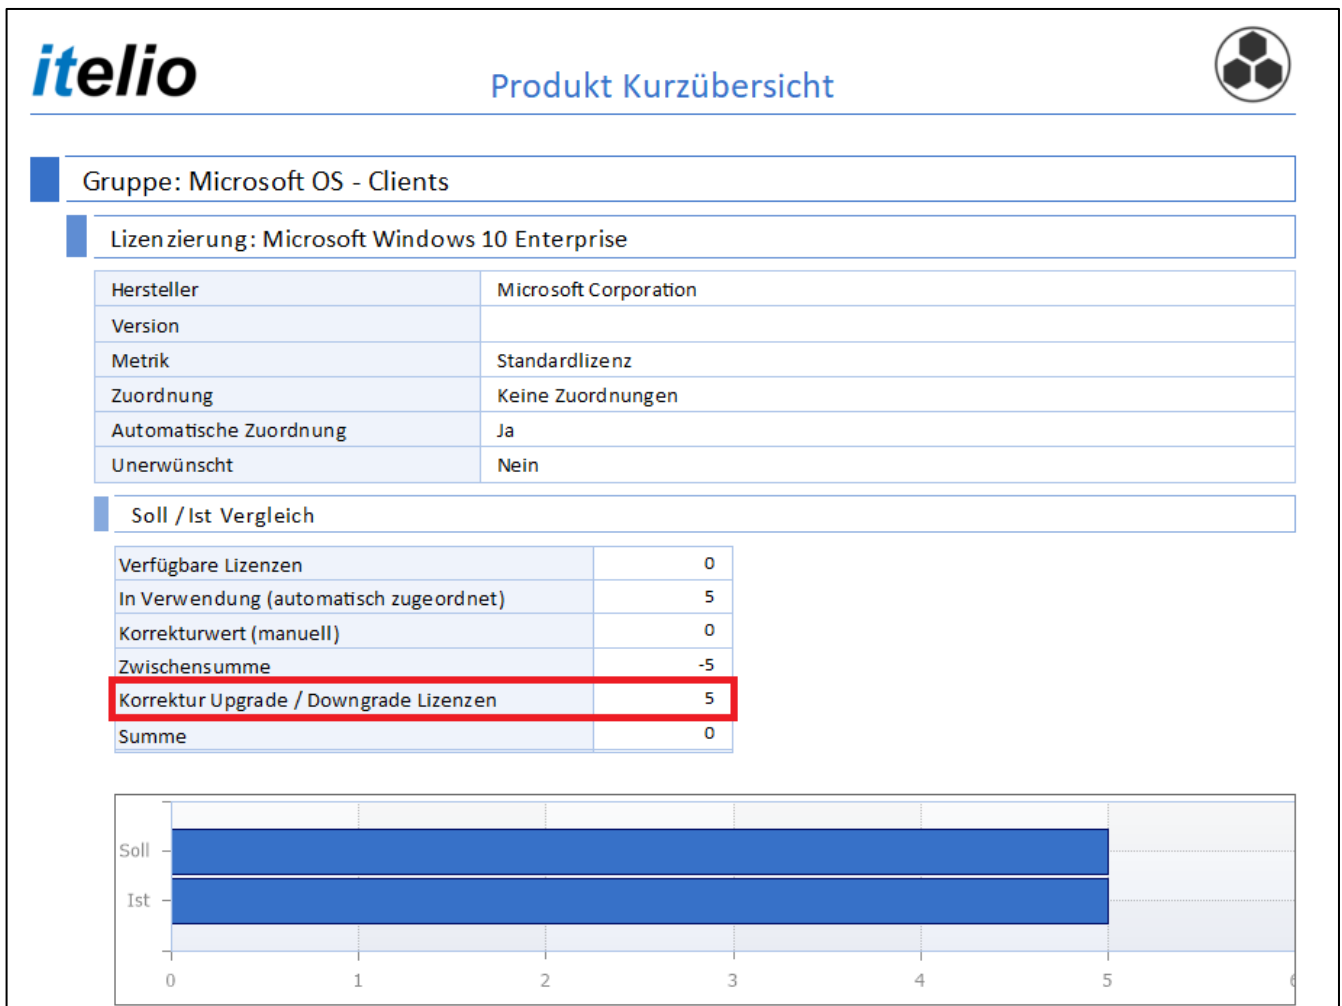 itelio
Produkt Kurzübersicht
Gruppe: Microsoft OS - Clients
Lizenzierung: Microsoft Windows 10 Enterprise
Hersteller Microsoft Corporation
Version
Metrik Standardlizenz
Zuordnung Keine Zuordnungen
Automatische Zuordnung Ja
Unerwünscht Nein
Soll / Ist Vergleich
Verfügbare Lizenzen 0
In Verwendung (automatisch zugeordnet) 5
Korrekturwert (manuell) 0
Zwischensumme -5
Korrektur Upgrade / Downgrade Lizenzen 5
Summe 0
Soll
Ist
0 1 2 3 4 5 6